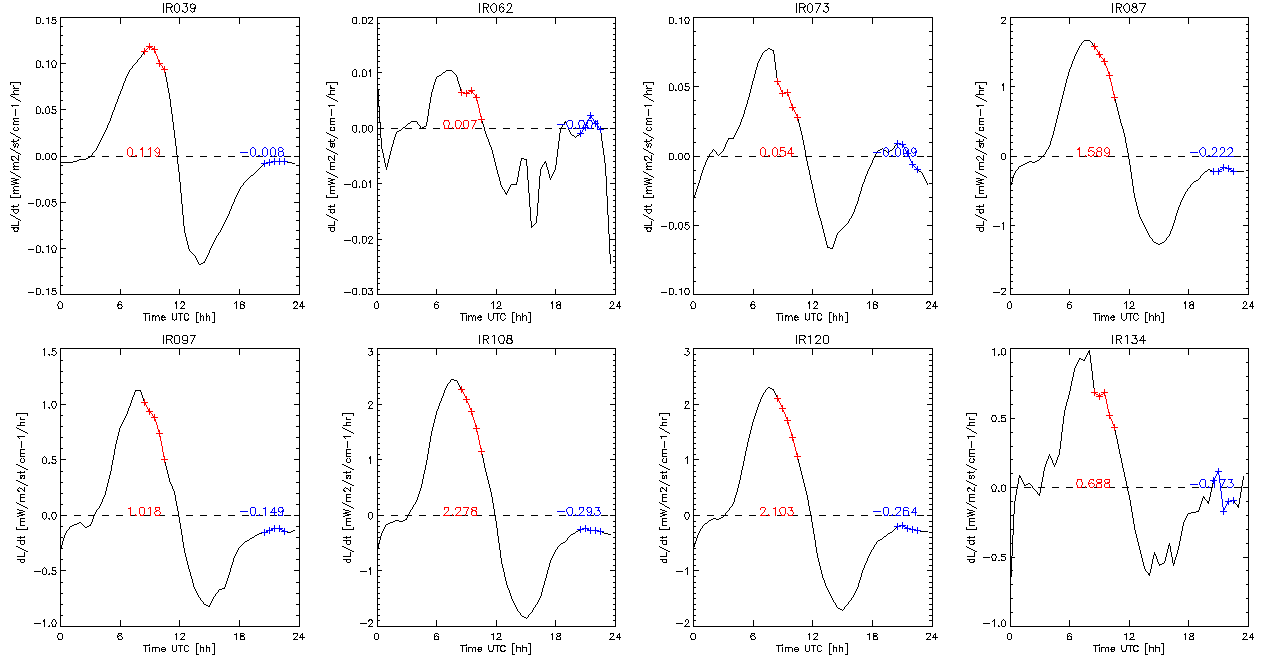 IR039
0.15
0.10
0.05
0.00
−0.05
−0.10
−0.15
dL/dt [mW/m2/st/cm−1/hr]
0.119
−0.008
0 6 12 18 24
Time UTC [hh]
IR062
0.02
0.01
0.00
−0.01
−0.02
−0.03
dL/dt [mW/m2/st/cm−1/hr]
0.007
0 6 12 18 24
Time UTC [hh]
IR073
0.10
0.05
0.00
−0.05
−0.10
dL/dt [mW/m2/st/cm−1/hr]
0.054
0 6 12 18 24
Time UTC [hh]
IR087
2
1
0
−1
−2
dL/dt [mW/m2/st/cm−1/hr]
1.589
−0.222
0 6 12 18 24
Time UTC [hh]
IR097
1.5
1.0
0.5
0.0
−0.5
−1.0
dL/dt [mW/m2/st/cm−1/hr]
1.018
−0.149
0 6 12 18 24
Time UTC [hh]
IR108
3
2
1
0
−1
−2
dL/dt [mW/m2/st/cm−1/hr]
2.278
−0.293
0 6 12 18 24
Time UTC [hh]
IR120
3
2
1
0
−1
−2
dL/dt [mW/m2/st/cm−1/hr]
2.103
−0.264
0 6 12 18 24
Time UTC [hh]
IR134
1.0
0.5
0.0
−0.5
−1.0
dL/dt [mW/m2/st/cm−1/hr]
0.688
0 6 12 18 24
Time UTC [hh]